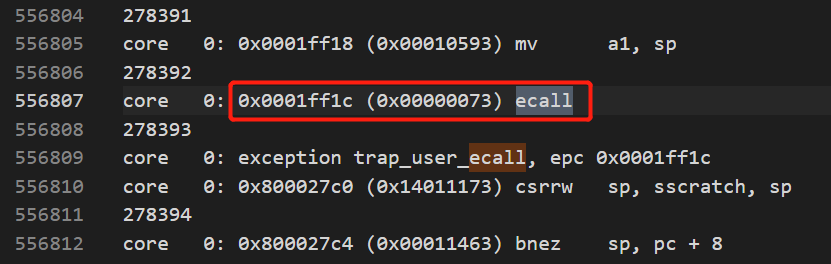 556804 278391
556805 core 0: 0x0001ff18 (0x00010593) mv a1, sp
556806 278392
556807 core 0: 0x0001ff1c (0x00000073) ecall
556808 278393
556809 core 0: exception trap_user_ecall, epc 0x0001ff1c
556810 core 0: 0x800027c0 (0x14011173) csrrw sp, sscratch, sp
556811 278394
556812 core 0: 0x800027c4 (0x00011463) bnez sp, pc + 8